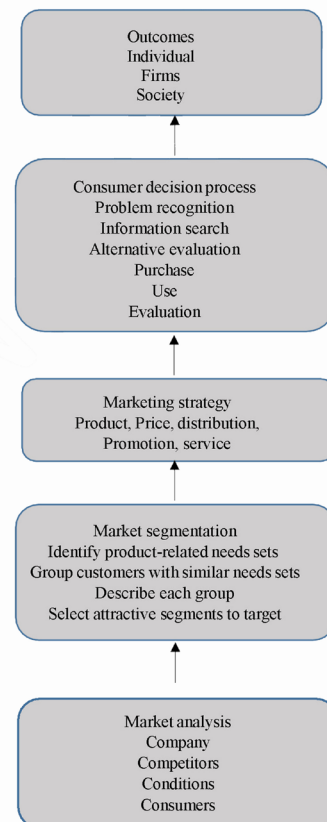 Outcomes
Individual
Firms
Society
Consumer decision process
Problem recognition
Information search
Alternative evaluation
Purchase
Use
Evaluation
Marketing strategy
Product, Price, distribution,
Promotion, service
Market segmentation
Identify product-related needs sets
Group customers with similar needs sets
Describe each group
Select attractive segments to target
Market analysis
Company
Competitors
Conditions
Consumers